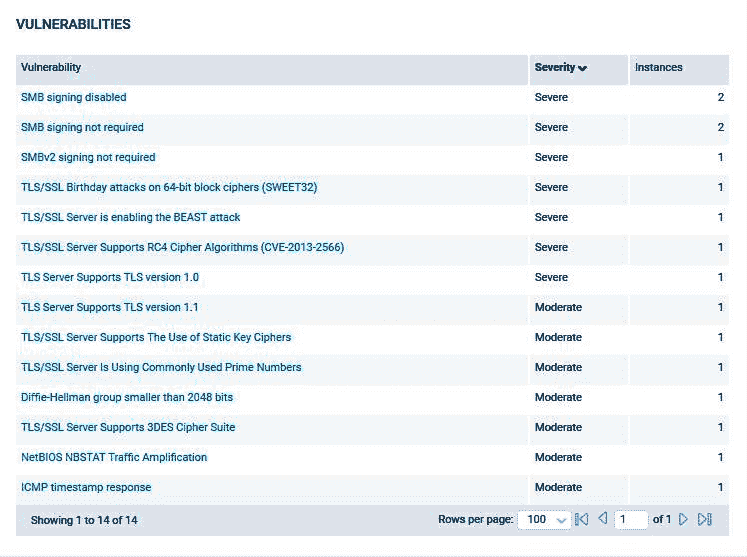 VULNERABILITIES
Vulnerability Severity Instances
SMB signing disabled Severe 2
SMB signing not required Severe 2
SMBv2 signing not required Severe 1
TLS/SSL Birthday attacks on 64-bit block ciphers (SWEET32) Severe 1
TLS/SSL Server is enabling the BEAST attack Severe 1
TLS/SSL Server Supports RC4 Cipher Algorithms (CVE-2013-2566) Severe 1
TLS Server Supports TLS version 1.0 Severe 1
TLS Server Supports TLS version 1.1 Moderate 1
TLS/SSL Server Supports The Use of Static Key Ciphers Moderate 1
TLS/SSL Server Is Using Commonly Used Prime Numbers Moderate 1
Diffie-Hellman group smaller than 2048 bits Moderate 1
TLS/SSL Server Supports 3DES Cipher Suite Moderate 1
NetBIOS NBSTAT Traffic Amplification Moderate 1
ICMP timestamp response Moderate 1
Showing 1 to 14 of 14 Rows per page: 100 1 of 1